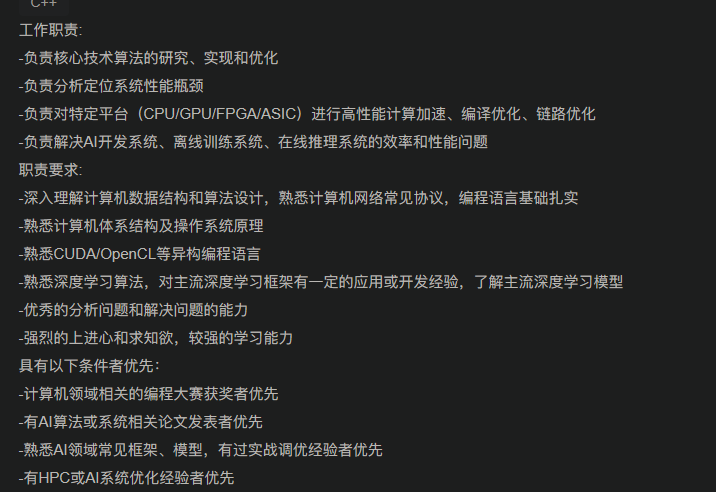 C++
工作职责:
-负责核心技术算法的研究、实现和优化
-负责分析定位系统性能瓶颈
-负责对特定平台（CPU/GPU/FPGA/ASIC）进行高性能计算加速、编译优化、链路优化
-负责解决AI开发系统、离线训练系统、在线推理系统的效率和性能问题
职责要求:
-深入理解计算机数据结构和算法设计，熟悉计算机网络常见协议，编程语言基础扎实
-熟悉计算机体系结构及操作系统原理
-熟悉CUDA/OpenCL等异构编程语言
-熟悉深度学习算法，对主流深度学习框架有一定的应用或开发经验，了解主流深度学习模型
-优秀的分析问题和解决问题的能力
-强烈的上进心和求知欲，较强的学习能力
具有以下条件者优先：
-计算机领域相关的编程大赛获奖者优先
-有AI算法或系统相关论文发表者优先
-熟悉AI领域常见框架、模型，有过实战调优经验者优先
-有HPC或AI系统优化经验者优先